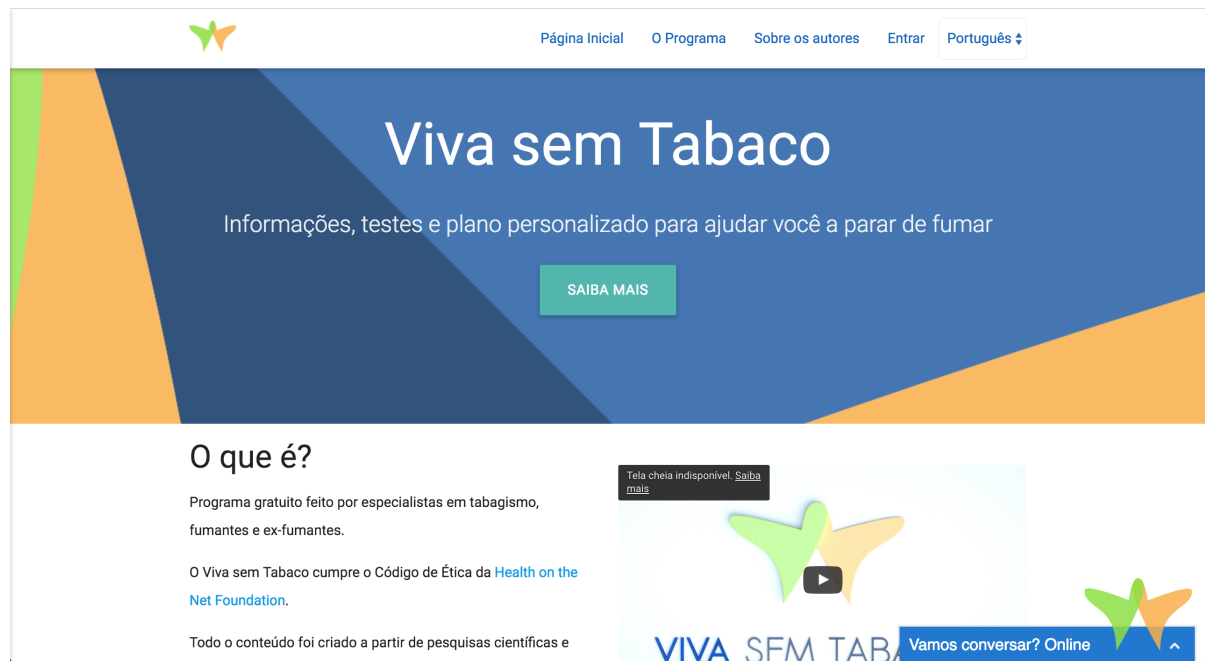 Página Inicial O Programa Sobre os autores Entrar Português
Viva sem Tabaco
Informações, testes e plano personalizado para ajudar você a parar de fumar
SAIBA MAIS
O que é?
Programa gratuito feito por especialistas em tabagismo,
fumantes e ex-fumantes.
O Viva sem Tabaco cumpre o Código de Ética da Health on the
Net Foundation.
Todo o conteúdo foi criado a partir de pesquisas científicas e
Tela cheia indisponível. Saiba
mais
VIVA SEM TABA
Vamos conversar? Online